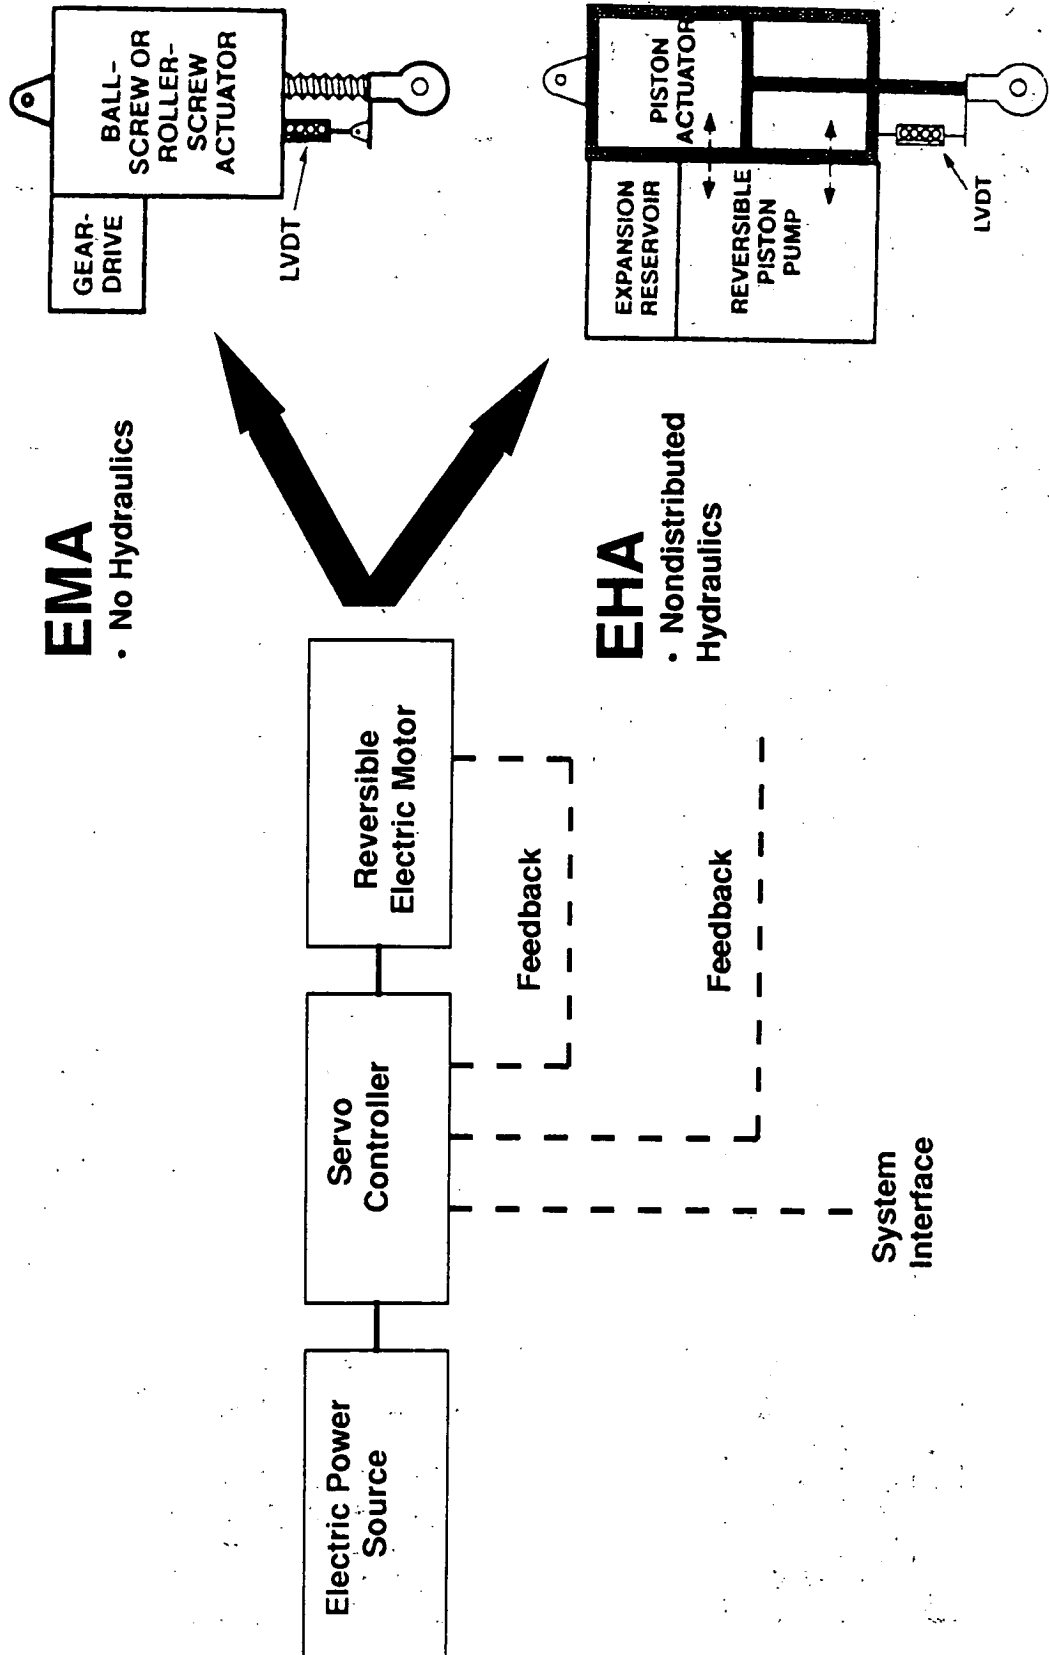 Electric Power
Source
Servo
Controller
Reversible
Electric Motor
Feedback
Feedback
System
Interface
EMA
• No Hydraulics
GEAR-
DRIVE
BALL-
SCREW OR
ROLLER-
SCREW
ACTUATOR
LVDT
EHA
• Nondistributed
Hydraulics
EXPANSION
RESERVOIR
REVERSIBLE
PISTON
PUMP
PISTON
ACTUATOR
LVDT